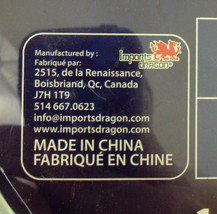 Manufactured by :
Fabriqué par:
2515, de la Renaissance,
Boisbriand, Qc, Canada
J7H 1T9
514 667.0623
info@importsdragon.com
www.importsdragon.com
Imports
DRAGON
MADE IN CHINA
FABRIQUÉ EN CHINE